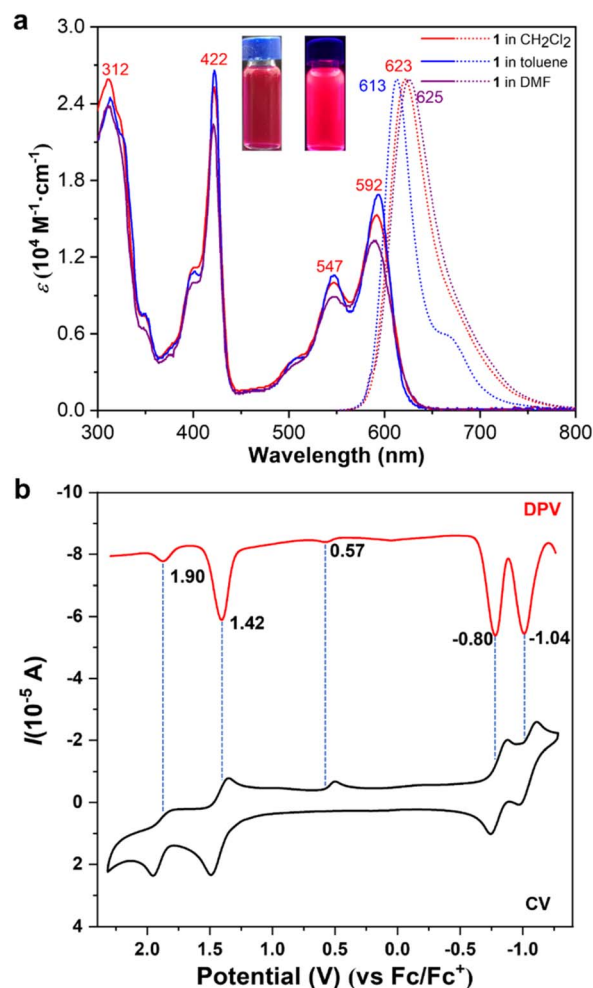 a
3.0
2.4
1.8
1.2
0.6
0.0
ε (10⁴ M⁻¹·cm⁻¹)
312
422
547
592
613
623
625
1 in CH₂Cl₂
1 in toluene
1 in DMF
300 400 500 600 700 800
Wavelength (nm)
b
-10
-8
-6
-4
-2
0
2
4
I(10⁻⁵ A)
DPV
1.90
1.42
0.57
-0.80
-1.04
CV
2.0 1.5 1.0 0.5 0.0 -0.5 -1.0
Potential (V) (vs Fc/Fc⁺)